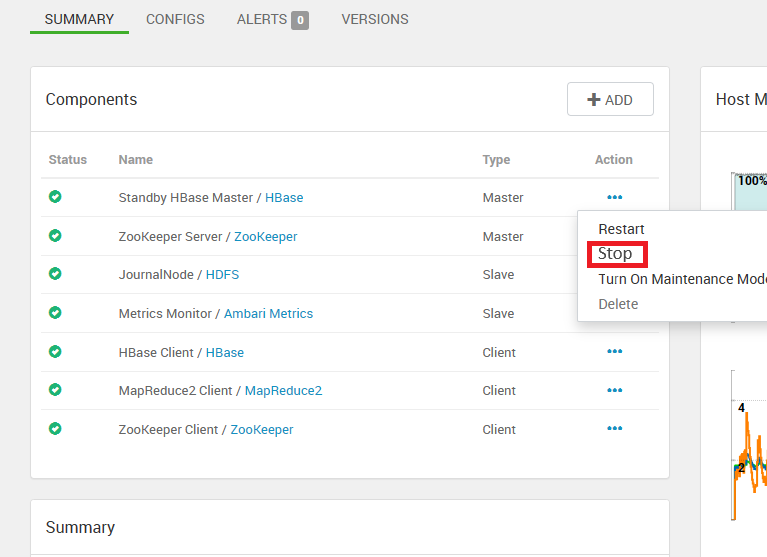 SUMMARY CONFIGS ALERTS 0 VERSIONS
Components ADD
Host M
Status Name Type Action
Standby HBase Master / HBase Master
100%
ZooKeeper Server / ZooKeeper Master
Restart
Stop
JournalNode / HDFS Slave
Turn On Maintenance Mode
Delete
Metrics Monitor / Ambari Metrics Slave
HBase Client / HBase Client
MapReduce2 Client / MapReduce2 Client
4
ZooKeeper Client / ZooKeeper Client
2
Summary